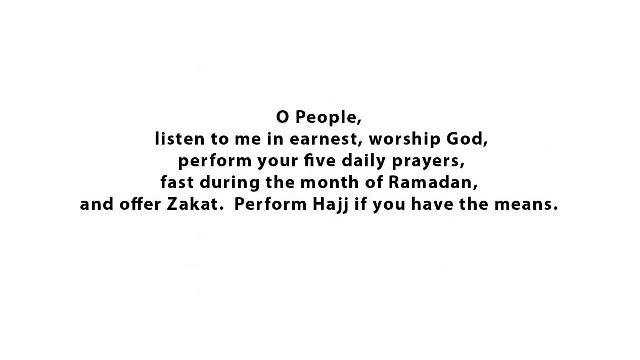 O People,
listen to me in earnest, worship God,
perform your five daily prayers,
fast during the month of Ramadan,
and offer Zakat.  Perform Hajj if you have the means.